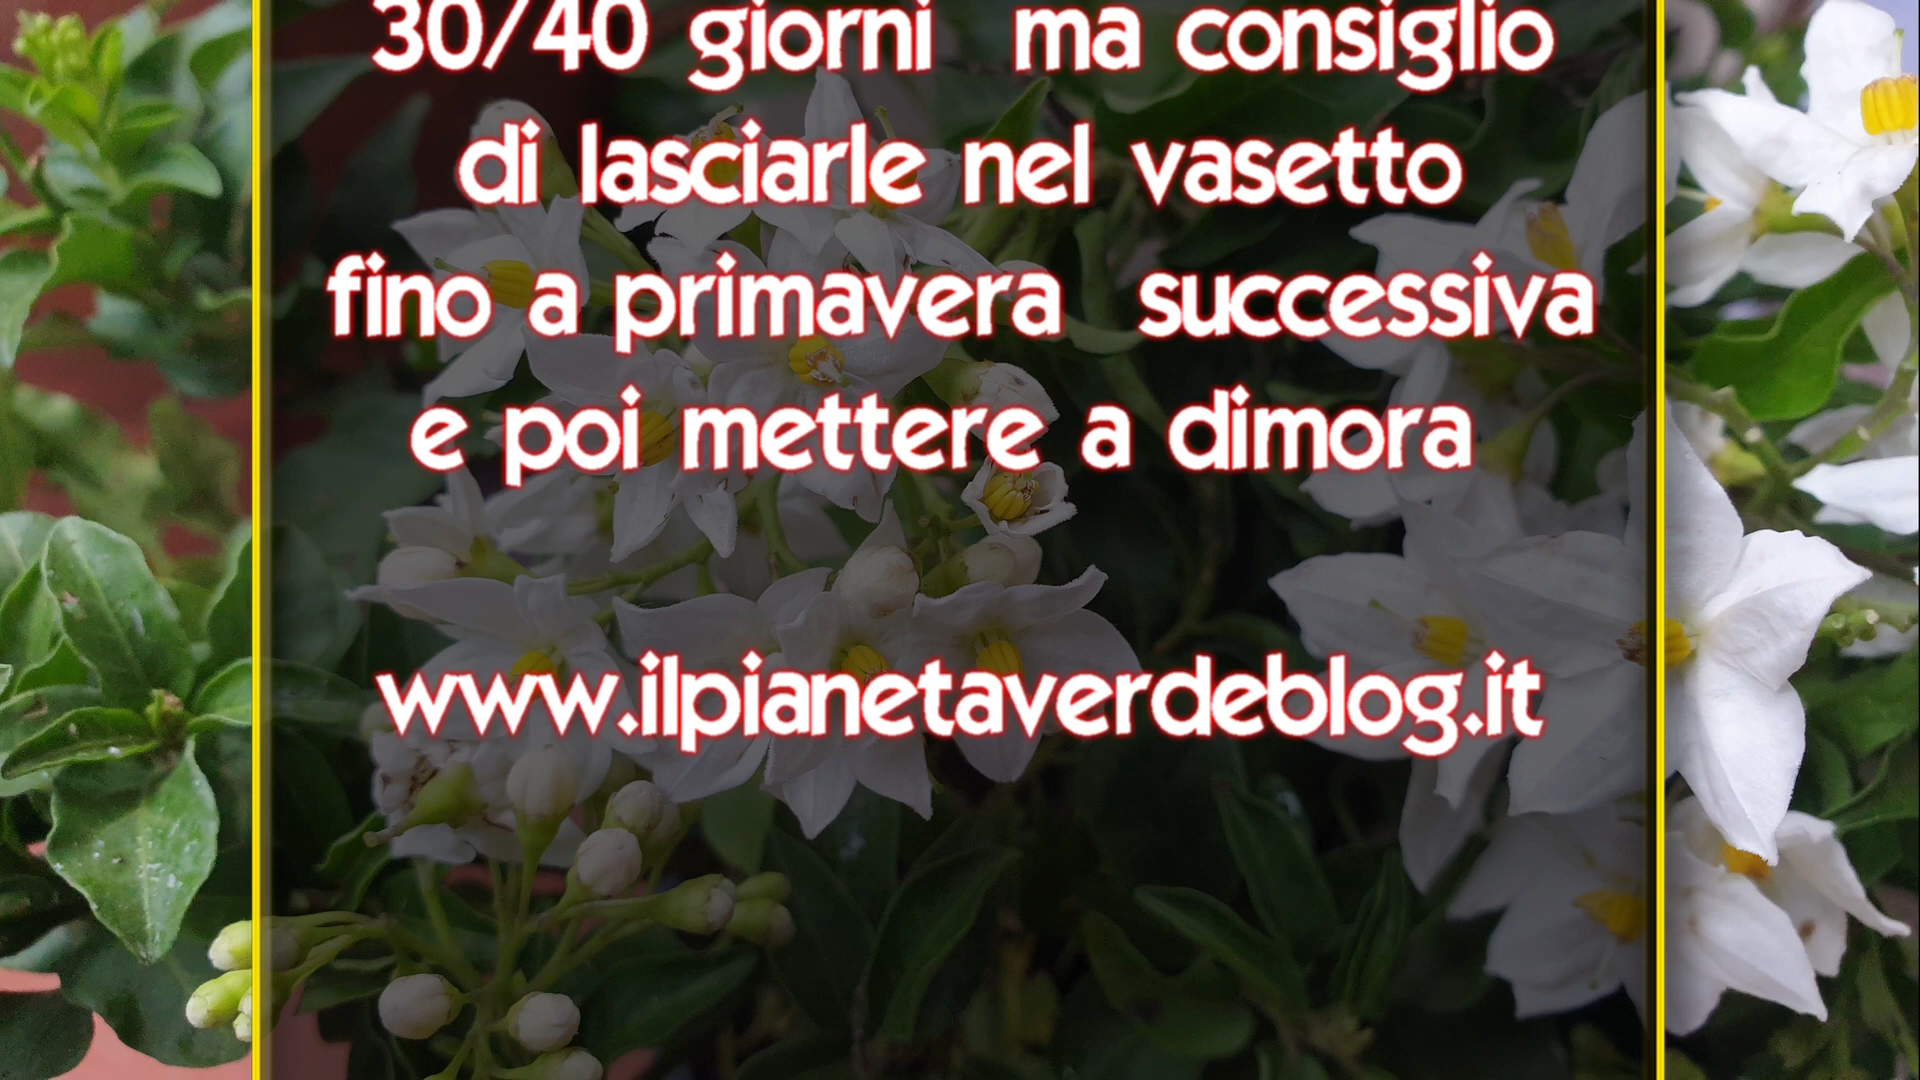 30/40 giorni ma consiglio
di lasciarle nel vasetto
fino a primavera successiva
e poi mettere a dimora
www.ilpianetaverdeblog.it